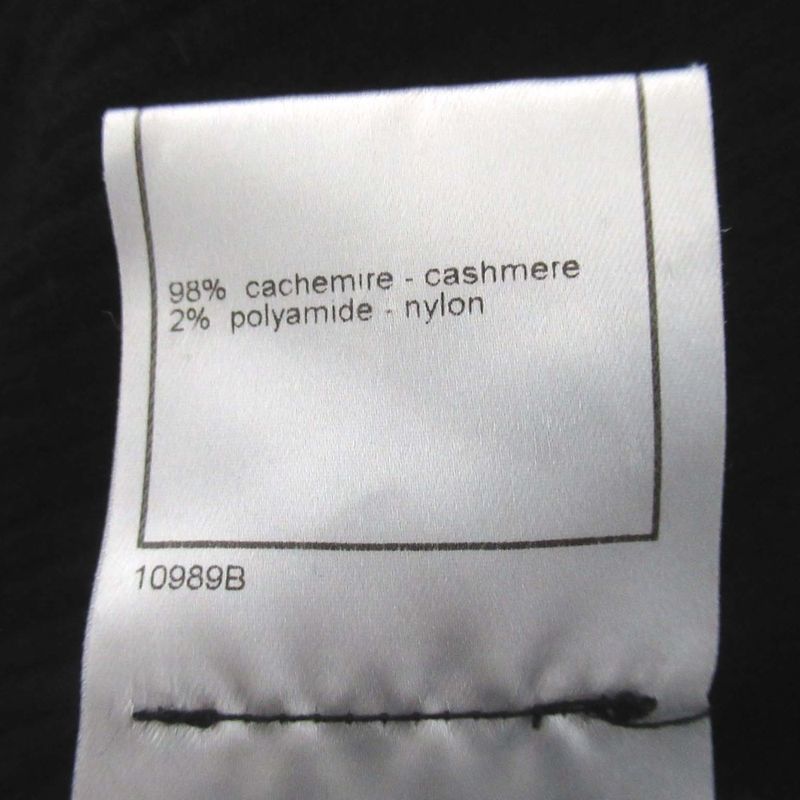 98% cachemire - cashmere
2% polyamide - nylon
10989B